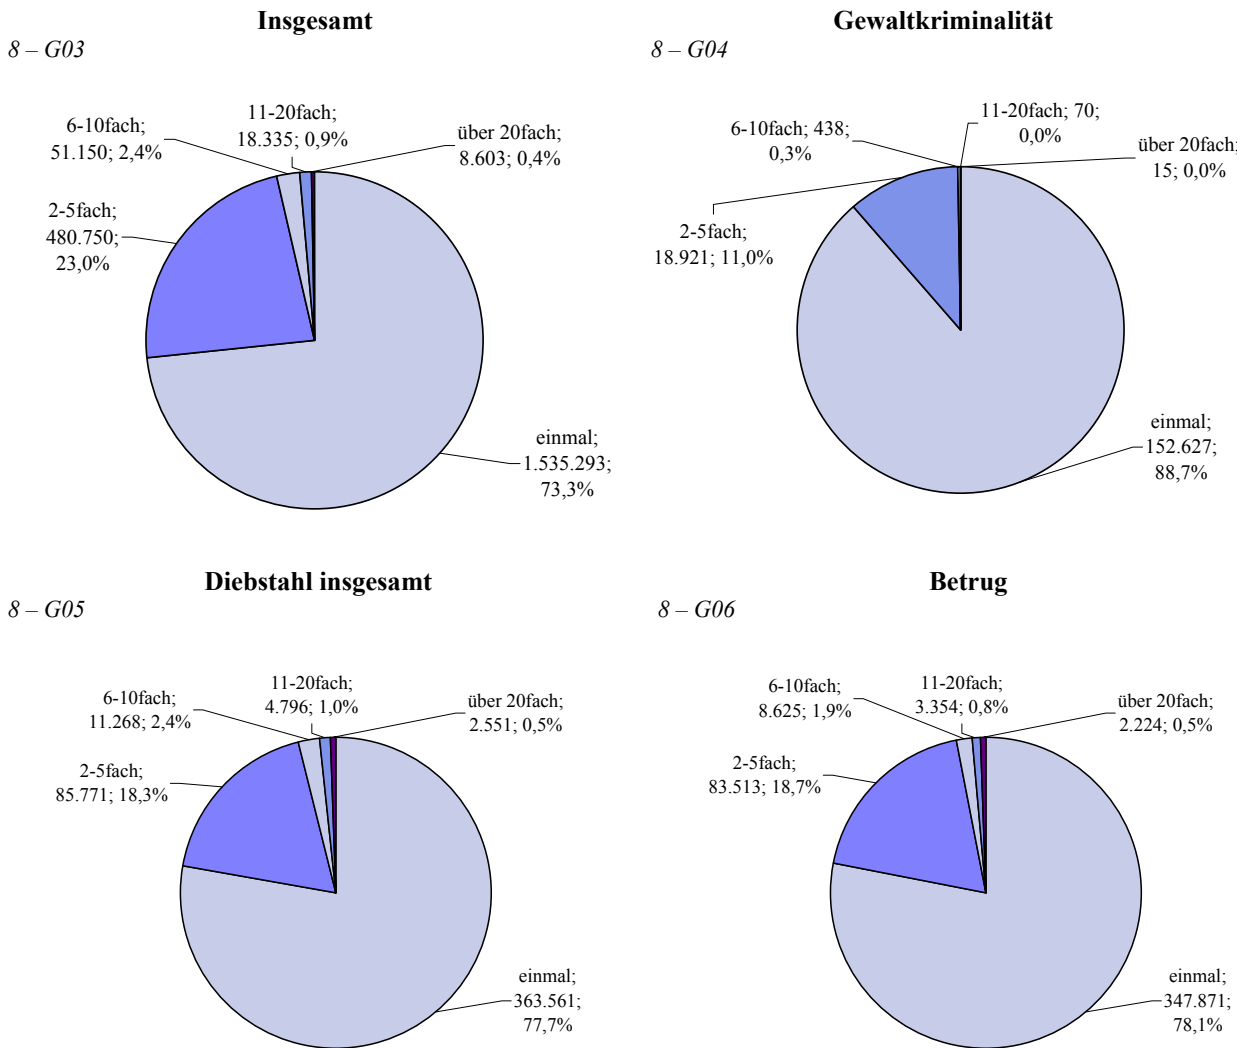 Insgesamt
8 – G03
6-10fach;
51.150; 2,4%
11-20fach;
18.335; 0,9%
über 20fach;
8.603; 0,4%
2-5fach;
480.750;
23,0%
einmal;
1.535.293;
73,3%
Gewaltkriminalität
8 – G04
6-10fach; 438;
0,3%
11-20fach; 70;
0,0%
über 20fach;
15; 0,0%
2-5fach;
18.921; 11,0%
einmal;
152.627;
88,7%
Diebstahl insgesamt
8 – G05
6-10fach;
11.268; 2,4%
11-20fach;
4.796; 1,0%
über 20fach;
2.551; 0,5%
2-5fach;
85.771; 18,3%
einmal;
363.561;
77,7%
Betrug
8 – G06
6-10fach;
8.625; 1,9%
11-20fach;
3.354; 0,8%
über 20fach;
2.224; 0,5%
2-5fach;
83.513; 18,7%
einmal;
347.871;
78,1%